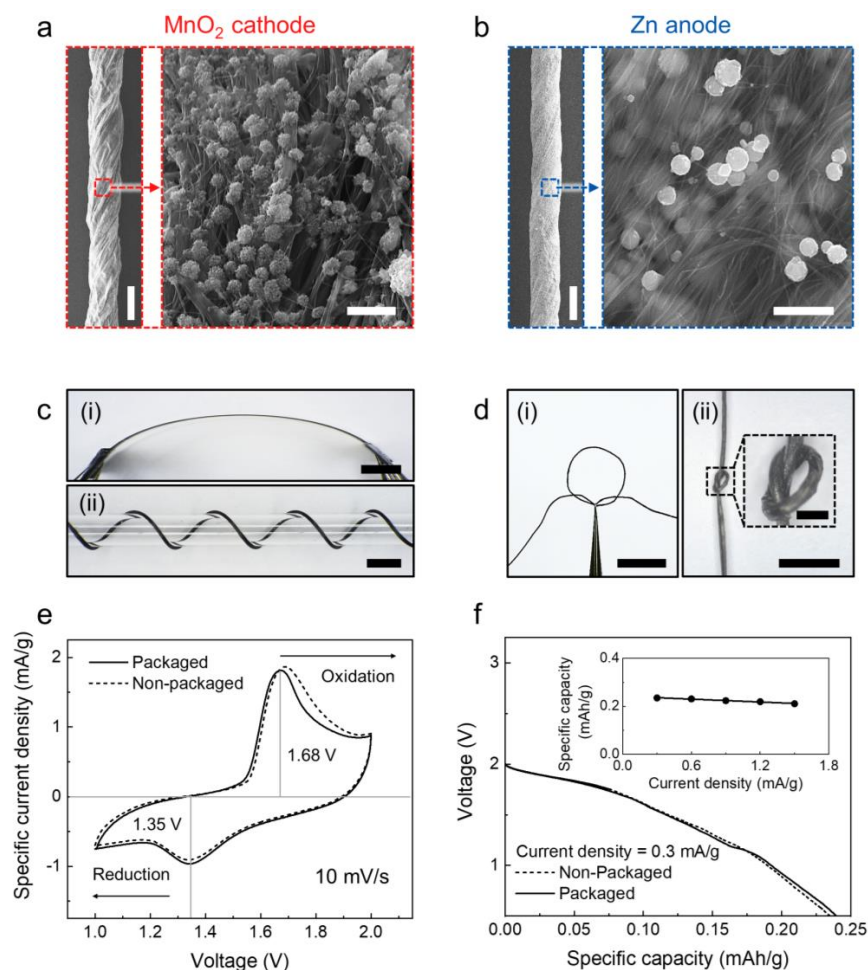 a
MnO₂ cathode
b
Zn anode
c
(i)
(ii)
d
(i)
(ii)
e
Specific current density (mA/g)
2
1
0
-1
Packaged
Non-packaged
Oxidation
1.68 V
1.35 V
Reduction
10 mV/s
1.0
1.2
1.4
1.6
1.8
2.0
Voltage (V)
f
Voltage (V)
3
2
1
Specific capacity
(mAh/g)
0.4
0.2
0.0
0.0
0.6
1.2
1.8
Current density (mA/g)
Current density = 0.3 mA/g
Non-Packaged
Packaged
0.00
0.05
0.10
0.15
0.20
0.25
Specific capacity (mAh/g)